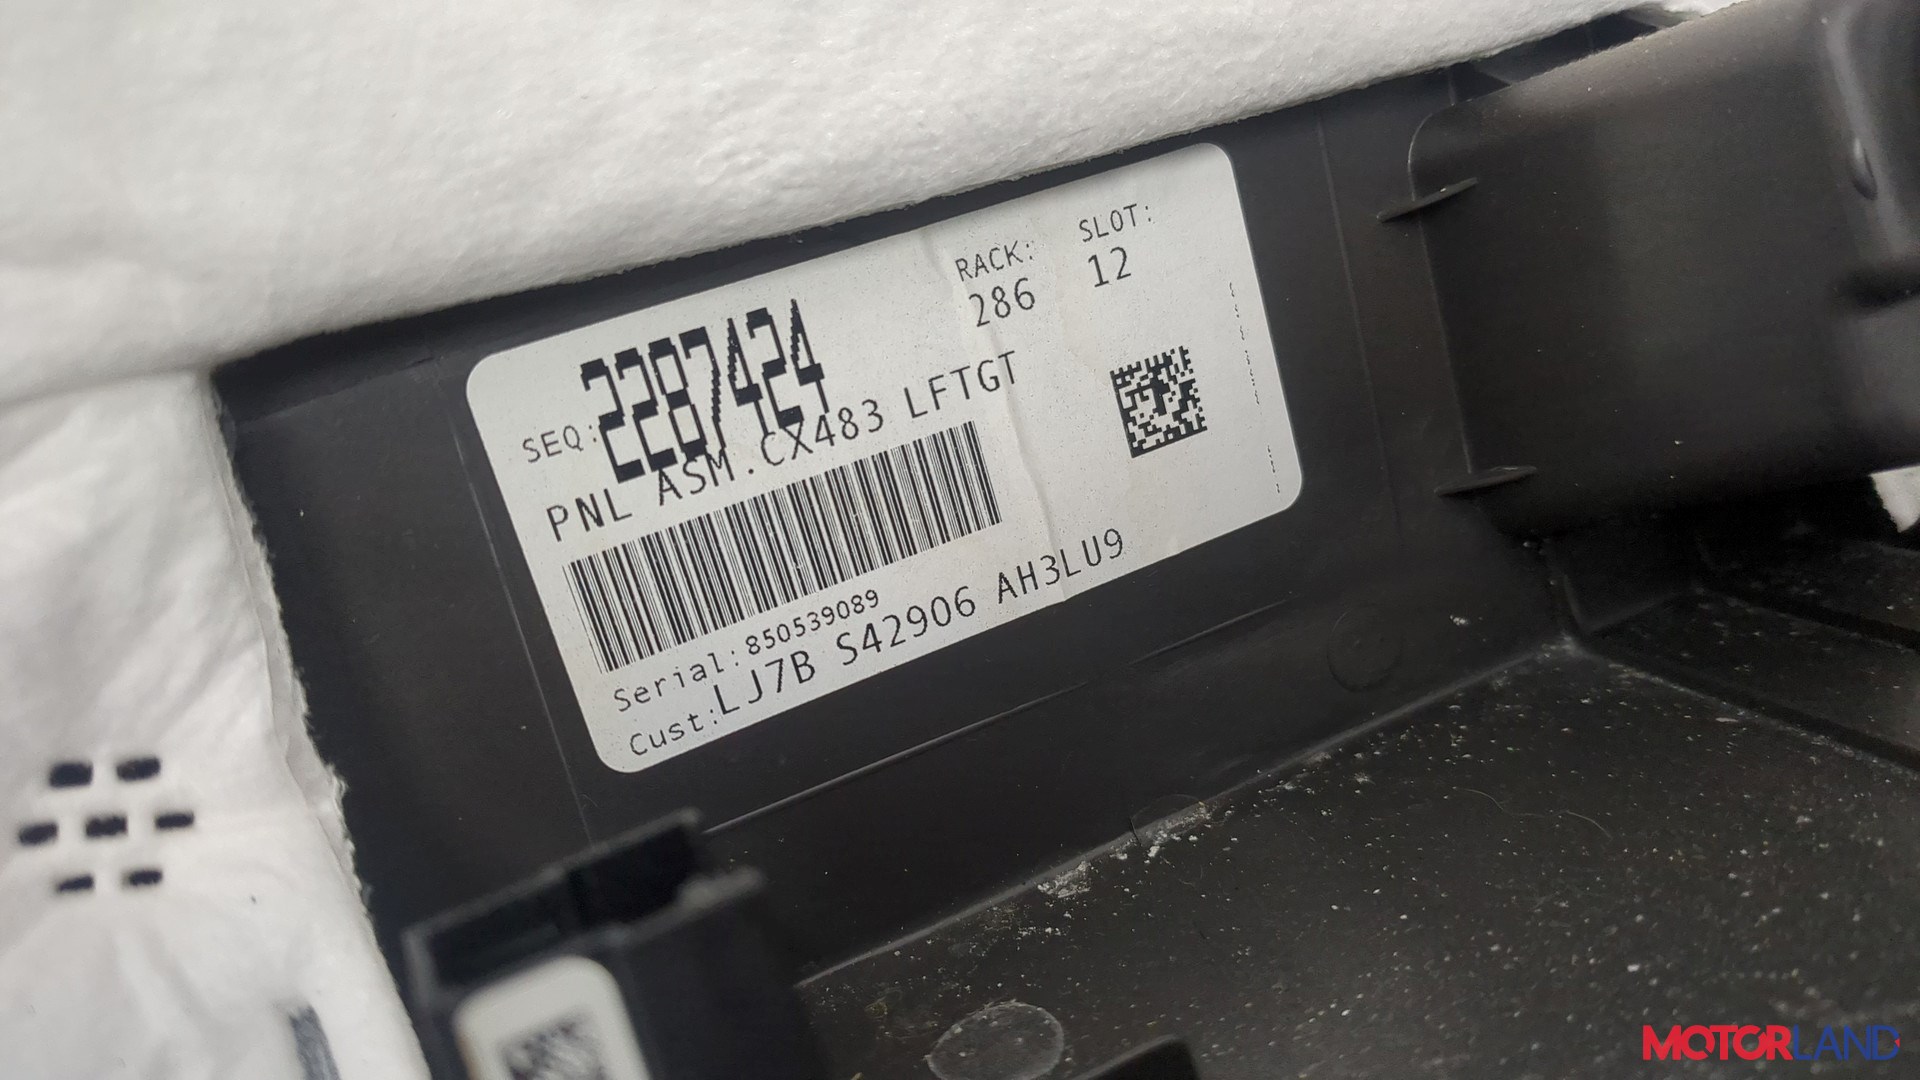 RACK: SLOT:
286 12
SEQ:2287424
PNL ASM.CX483 LFTGT
Serial:850539089
Cust:LJ7B S42906 AH3LU9
MOTORLAND